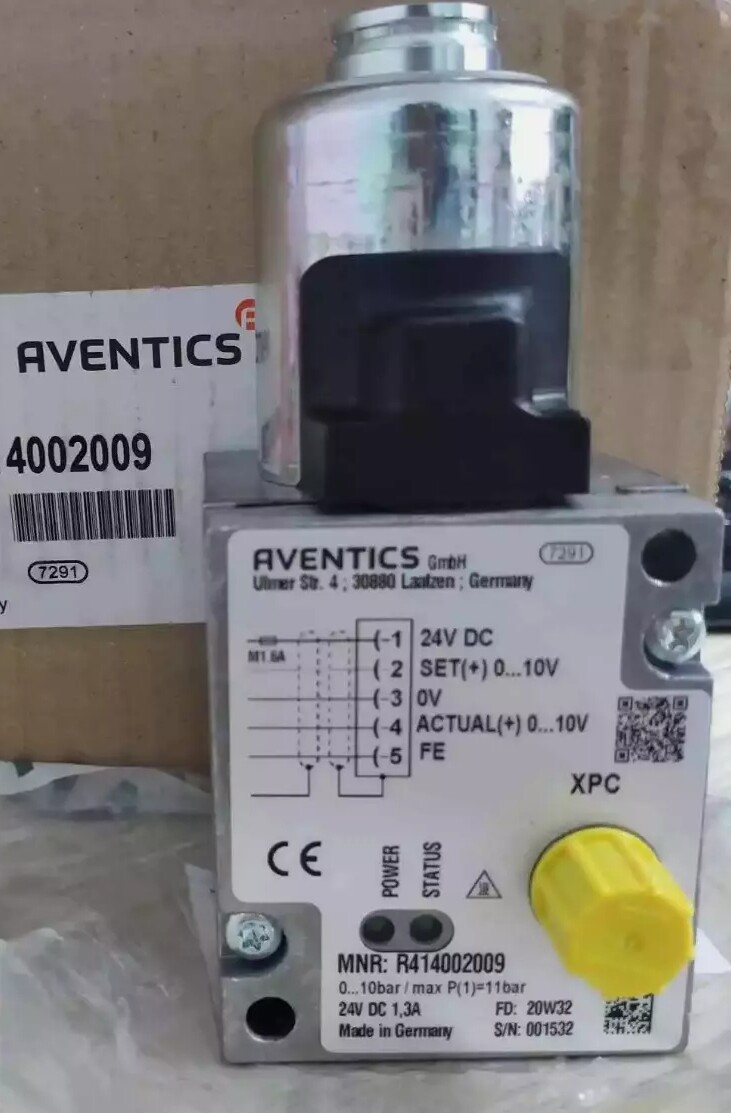 AVENTICS
4002009
7291
y
AVENTICS GmbH
7291
Ulmer Str. 4 ; 30880 Laatzen ; Germany
1 24V DC
M1.6A
2 SET(+) 0...10V
3 0V
4 ACTUAL(+) 0...10V
5 FE
XPC
CE
POWER
STATUS
MNR: R414002009
0...10bar / max P(1)=11bar
24V DC 1,3A
FD: 20W32
Made in Germany
S/N: 001532